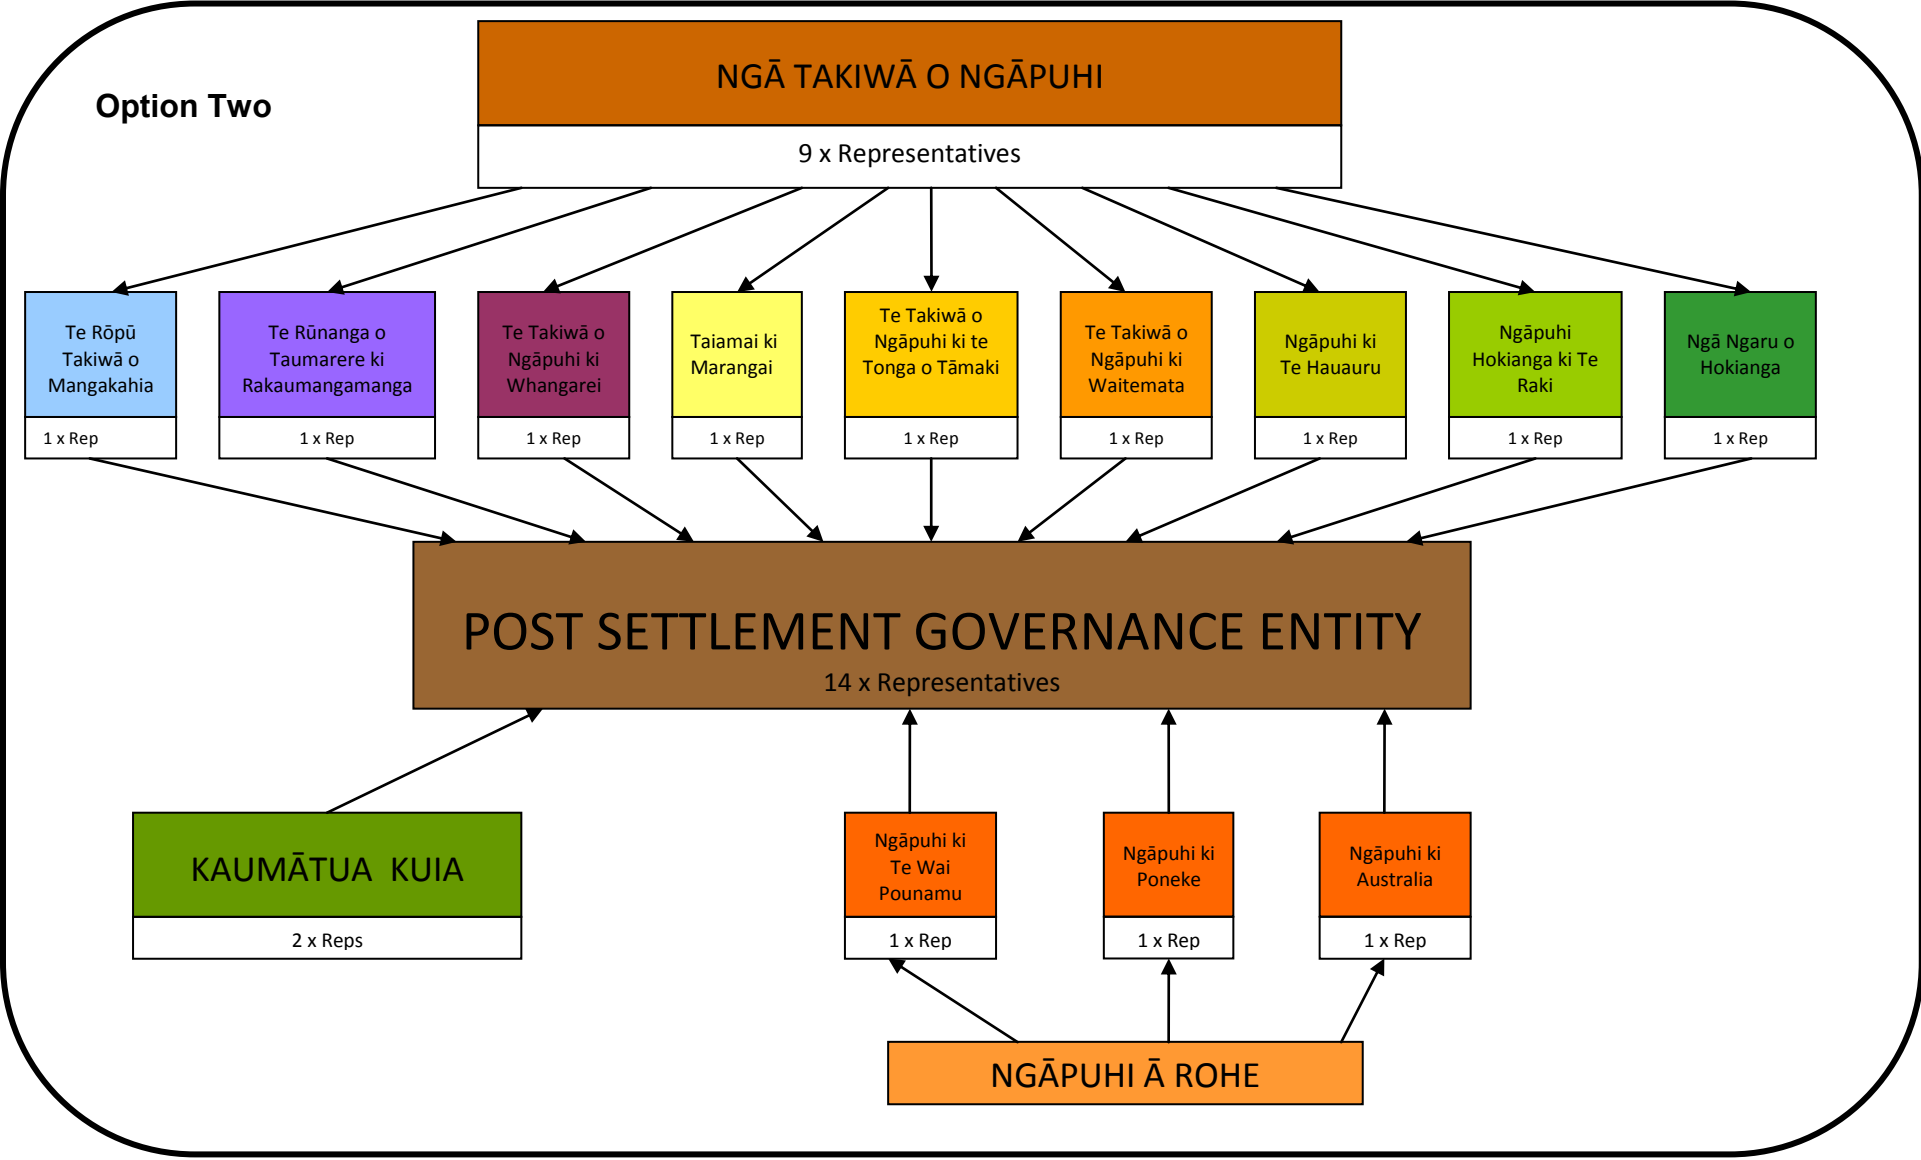 NGĀ TAKIWĀ O NGĀPUHI
Option Two
9 x Representatives
Te Rōpū
Takiwā o
Mangakahia
1 x Rep
Te Rūnanga o
Taumarere ki
Rakaumangamanga
1 x Rep
Te Takiwā o
Ngāpuhi ki
Whangarei
1 x Rep
Taiamai ki
Marangai
1 x Rep
Te Takiwā o
Ngāpuhi ki te
Tonga o Tāmaki
1 x Rep
Te Takiwā o
Ngāpuhi ki
Waitemata
1 x Rep
Ngāpuhi ki
Te Hauauru
1 x Rep
Ngāpuhi
Hokianga ki Te
Raki
1 x Rep
Ngā Ngaru o
Hokianga
1 x Rep
POST SETTLEMENT GOVERNANCE ENTITY
14 x Representatives
KAUMĀTUA KUIA
2 x Reps
Ngāpuhi ki
Te Wai
Pounamu
1 x Rep
Ngāpuhi ki
Poneke
1 x Rep
Ngāpuhi ki
Australia
1 x Rep
NGĀPUHI Ā ROHE